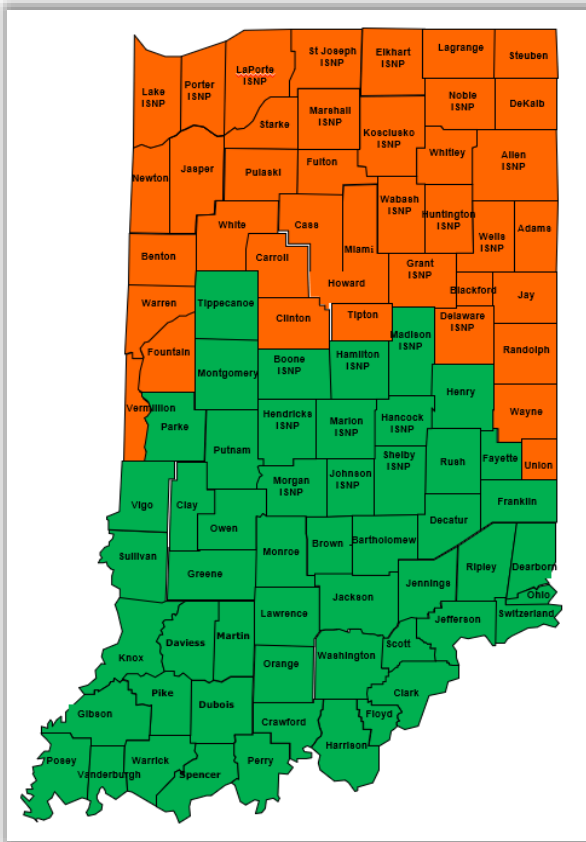 Lake
ISNP
Porter
ISNP
LaPorte
ISNP
St Joseph
ISNP
Elkhart
ISNP
Lagrange
Steuben
Noble
ISNP
DeKalb
Starke
Marshall
ISNP
Kosciusko
ISNP
Whitley
Allen
ISNP
Newton
Jasper
Pulaski
Fulton
Wabash
ISNP
Huntington
ISNP
Wells
ISNP
Adams
White
Cass
Miami
Benton
Carroll
Grant
ISNP
Howard
Blackford
Jay
Warren
Tippecanoe
Clinton
Tipton
Madison
ISNP
Delaware
ISNP
Fountain
Montgomery
Boone
ISNP
Hamilton
ISNP
Randolph
Henry
Vermillion
Parke
Hendricks
ISNP
Marion
ISNP
Hancock
ISNP
Wayne
Putnam
Shelby
ISNP
Rush
Fayette
Union
Vigo
Clay
Morgan
ISNP
Johnson
ISNP
Franklin
Owen
Decatur
Sullivan
Monroe
Brown
Bartholomew
Ripley
Dearborn
Greene
Jennings
Ohio
Jackson
Switzerland
Lawrence
Jefferson
Daviess
Martin
Scott
Knox
Orange
Washington
Pike
Clark
Gibson
Dubois
Floyd
Crawford
Harrison
Posey
Vanderburgh
Warrick
Spencer
Perry